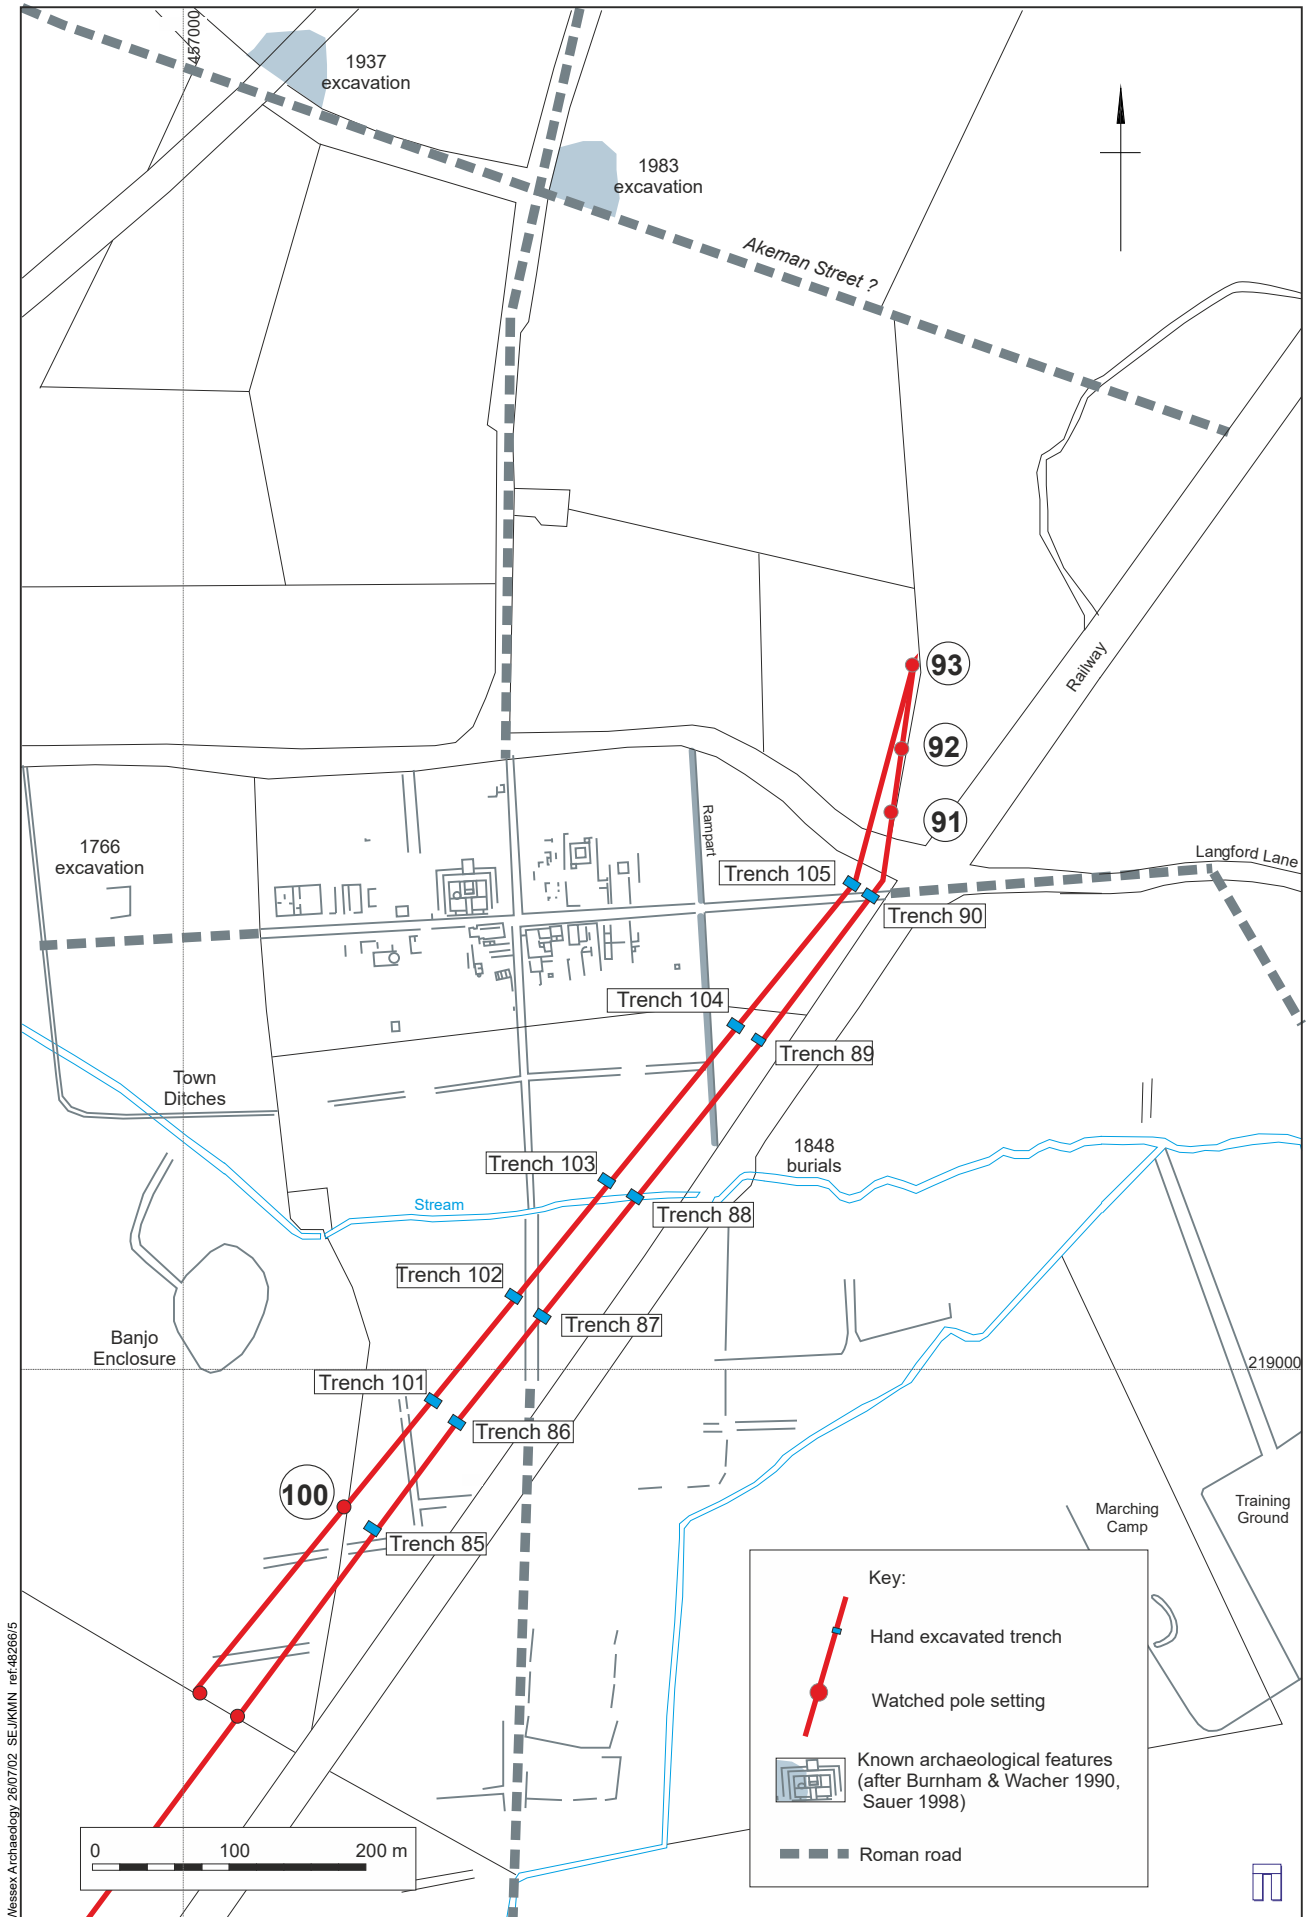 457000
1937
excavation
1983
excavation
Akeman Street ?
93
92
91
Railway
Rampart
1766
excavation
Langford Lane
Trench 105
Trench 90
Trench 104
Trench 89
Town
Ditches
1848
burials
Trench 103
Stream
Trench 88
Trench 102
Trench 87
Banjo
Enclosure
219000
Trench 101
Trench 86
100
Trench 85
Marching
Camp
Training
Ground
Key:
Hand excavated trench
Watched pole setting
Known archaeological features
(after Burnham & Wacher 1990,
Sauer 1998)
Roman road
0 100 200 m
Wessex Archaeology 26/07/02 SEJ/KMN ref:48266/5